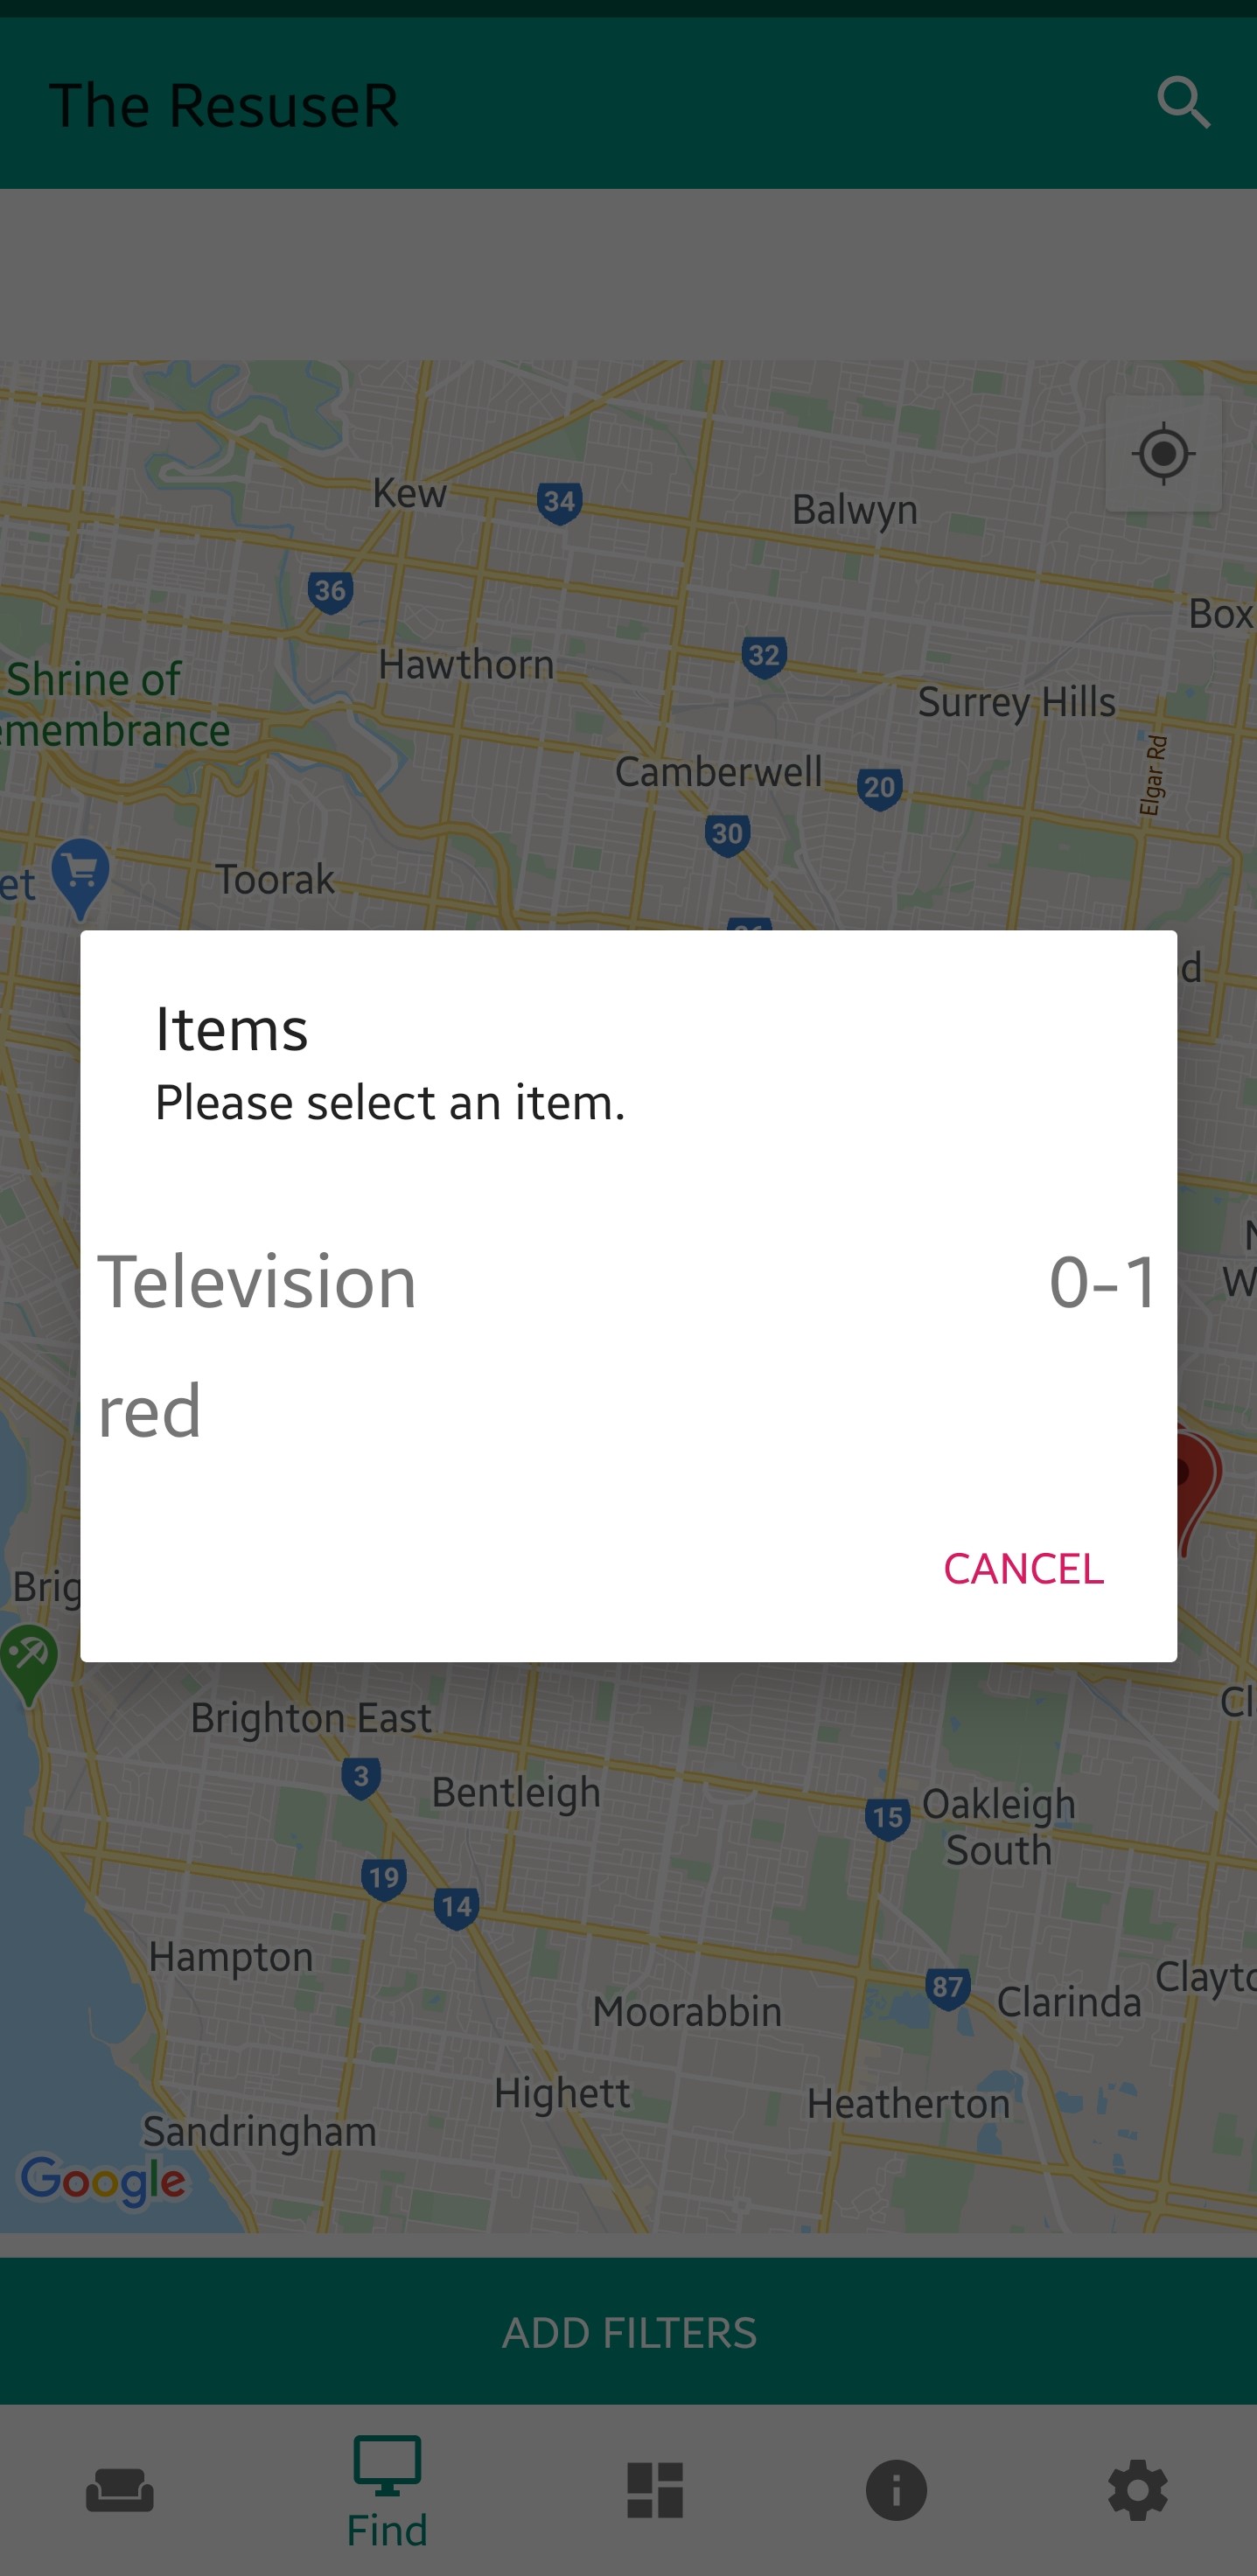 The ResuseR
Kew
34
Balwyn
36
Box
Hawthorn
32
Shrine of
emembrance
Surrey Hills
Elgar Rd
Camberwell
20
30
et
Toorak
d
Items
Please select an item.
Television 0-1
red
CANCEL
N
W
Brig
Brighton East
Cl
3
Bentleigh
15
Oakleigh
South
19
14
Hampton
87
Clayto
Moorabbin
Clarinda
Highett
Heatherton
Sandringham
Google
ADD FILTERS
Find